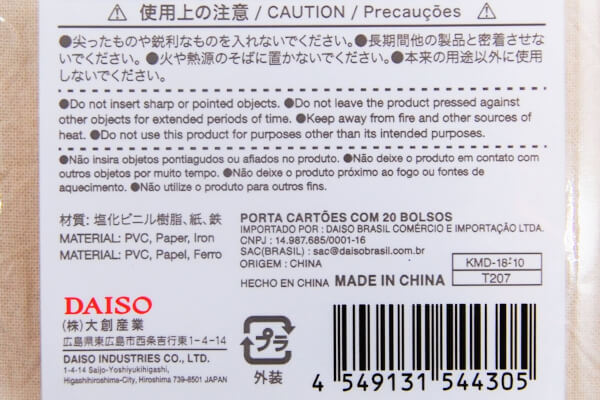 ⚠ 使用上の注意 / CAUTION / Precauções ⚠
●尖ったものや鋭利なものを入れないでください。●長期間他の製品と密着させな
いでください。●火や熱源のそばに置かないでください。●本来の用途以外に使用
しないでください。
●Do not insert sharp or pointed objects. ●Do not leave the product pressed against
other objects for extended periods of time. ●Keep away from fire and other sources of
heat. ●Do not use this product for purposes other than its intended purposes.
●Não insira objetos pontiagudos ou afiados no produto. ●Não deixe o produto em contato com
outros objetos por muito tempo. ●Não deixe o produto próximo ao fogo ou fontes de
aquecimento. ●Não utilize o produto para outros fins.
材質: 塩化ビニル樹脂、紙、鉄
MATERIAL: PVC, Paper, Iron
MATERIAL: PVC, Papel, Ferro
PORTA CARTÕES COM 20 BOLSOS
IMPORTADO POR : DAISO BRASIL COMÉRCIO E IMPORTAÇÃO LTDA.
CNPJ : 14.987.685/0001-16
SAC(BRASIL) : sac@daisobrasil.com.br
ORIGEM : CHINA
HECHO EN CHINA MADE IN CHINA
KMD-18-10
T207
DAISO
(株)大創産業
広島県東広島市西条吉行東1-4-14
DAISO INDUSTRIES CO., LTD.
1-4-14 Saijo-Yoshiyukihigashi,
Higashihiroshima-City, Hiroshima 739-8501 JAPAN
プラ
外装
4 549131 544305